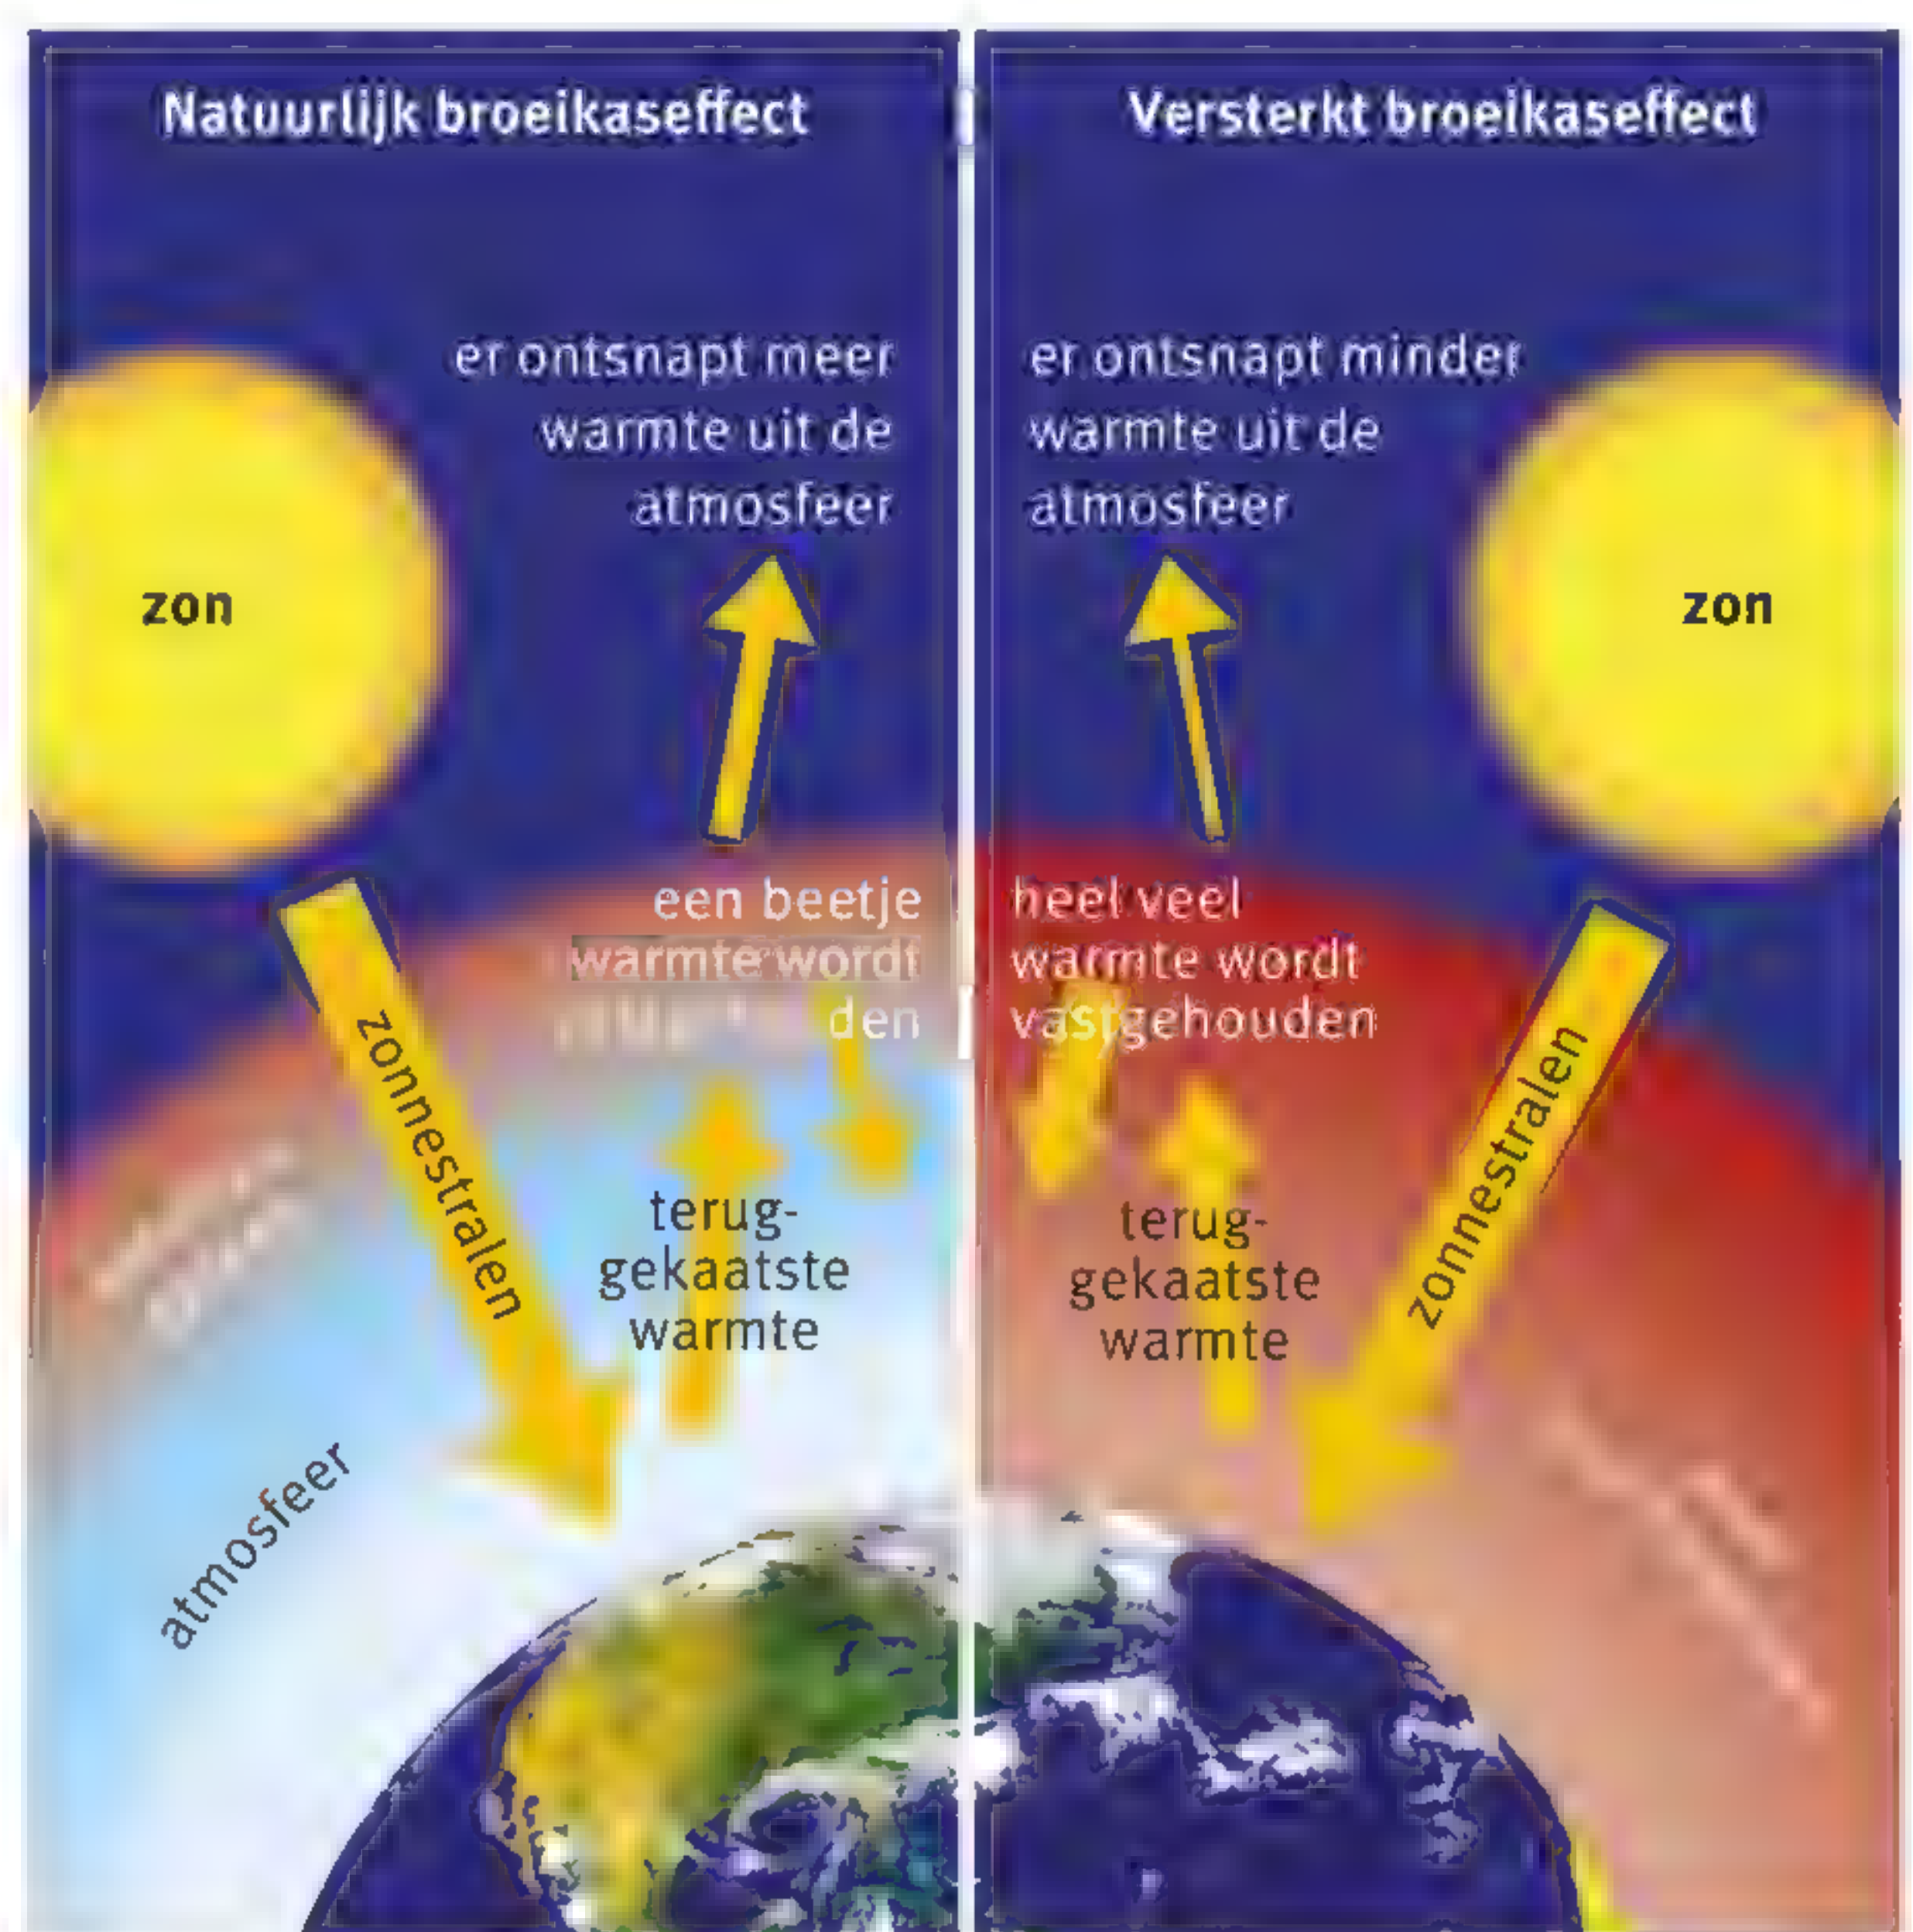 Natuurlijk broeikaseffect
er ontsnapt meer
warmte uit de
atmosfeer
zon
een beetje
warmte wordt
den
zonnestralen
terug-
gekaatste
warmte
atmosfeer
Versterkt broeikaseffect
er ontsnapt minder
warmte uit de
atmosfeer
zon
heel veel
warmte wordt
vastgehouden
zonnestralen
terug-
gekaatste
warmte